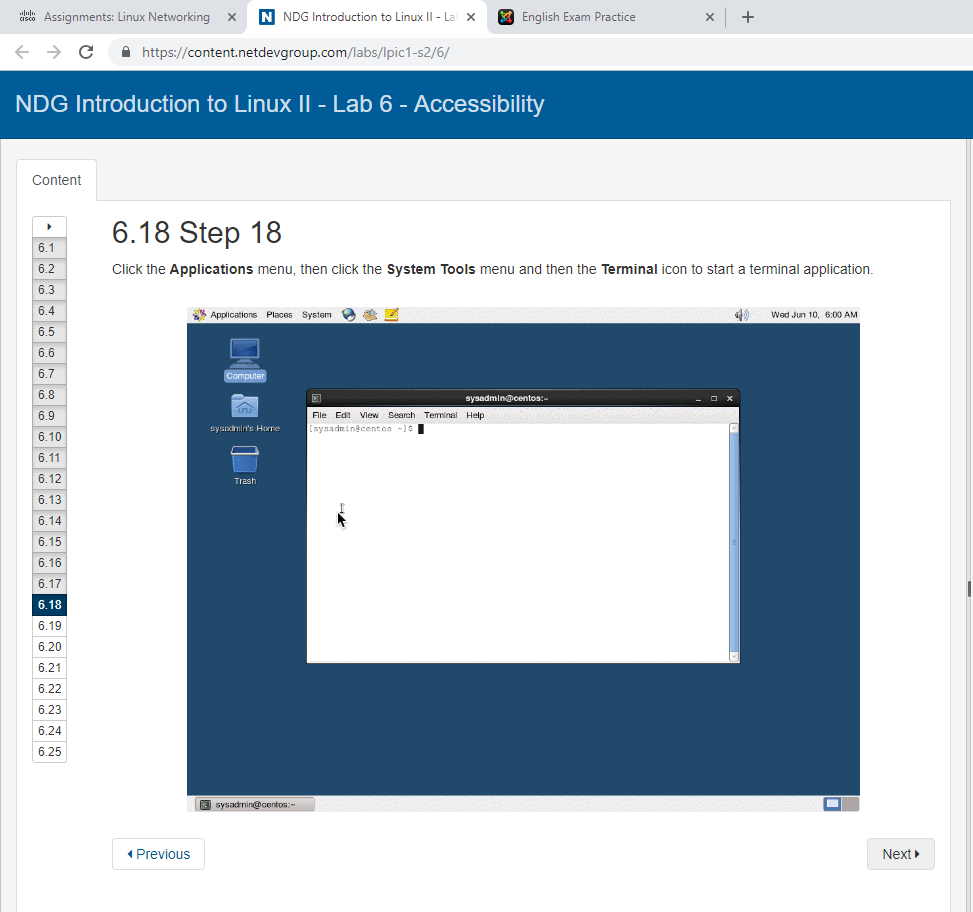 Assignments: Linux Networking
NDG Introduction to Linux II - La
English Exam Practice
https://content.netdevgroup.com/labs/lpic1-s2/6/
NDG Introduction to Linux II - Lab 6 - Accessibility
Content
6.18 Step 18
Click the Applications menu, then click the System Tools menu and then the Terminal icon to start a terminal application.
6.1
6.2
6.3
6.4
6.5
6.6
6.7
6.8
6.9
6.10
6.11
6.12
6.13
6.14
6.15
6.16
6.17
6.18
6.19
6.20
6.21
6.22
6.23
6.24
6.25
Applications Places System
Wed Jun 10, 6:00 AM
Computer
sysadmin's Home
Trash
sysadmin@centos:~
File Edit View Search Terminal Help
[sysadmin@centos ~]$
sysadmin@centos:~
Previous
Next